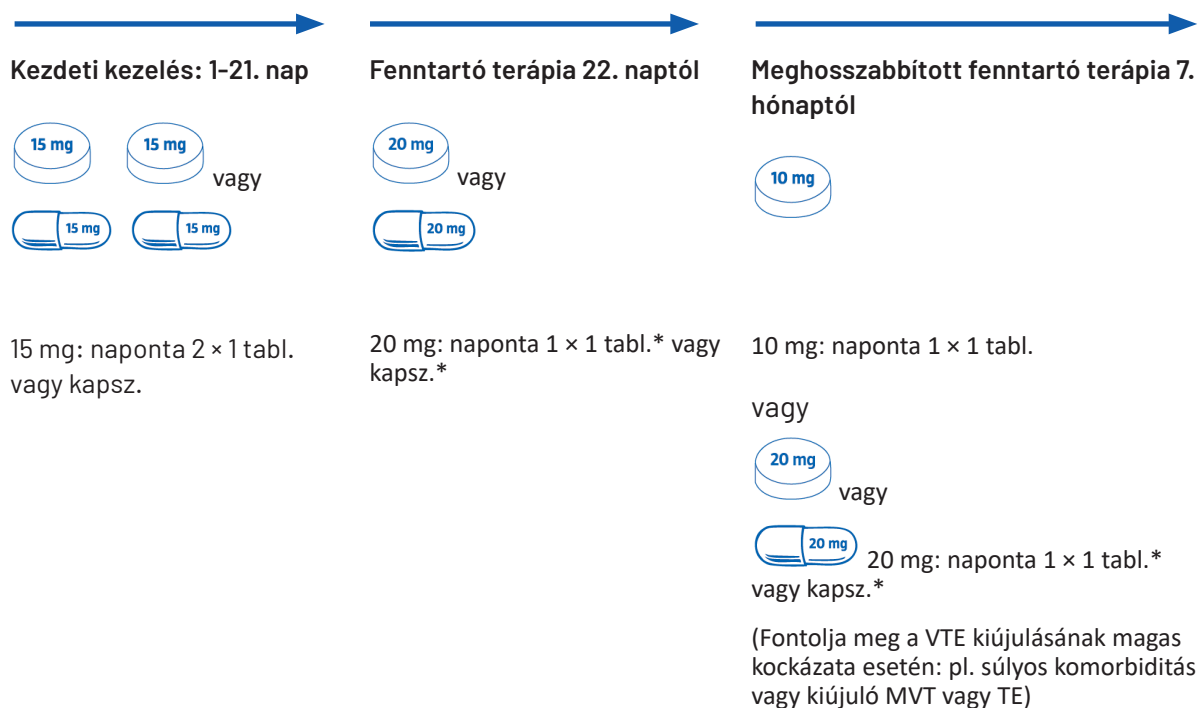 Kezdeti kezelés: 1-21. nap
15 mg
15 mg
vagy
15 mg
15 mg
15 mg: naponta 2 × 1 tabl.
vagy kapsz.
Fenntartó terápia 22. naptól
20 mg
vagy
20 mg
20 mg: naponta 1 × 1 tabl.* vagy
kapsz.*
Meghosszabbított fenntartó terápia 7.
hónaptól
10 mg
10 mg: naponta 1 × 1 tabl.
vagy
20 mg
vagy
20 mg
20 mg: naponta 1 × 1 tabl.*
vagy kapsz.*
(Fontolja meg a VTE kiújulásának magas
kockázata esetén: pl. súlyos komorbiditás
vagy kiújuló MVT vagy TE)